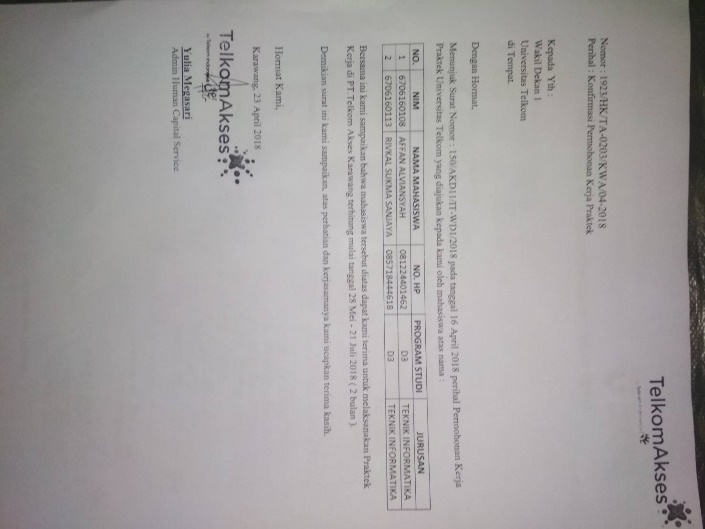 TelkomAkses
Nomor : 1923/HK/TA-0203/KWA/04-2018
Perihal : Konfirmasi Permohonan Kerja Praktek
Kepada Yth :
Wakil Dekan 1
Universitas Telkom
di Tempat.
Dengan Hormat,
Menunjuk Surat Nomor : 150/AKD11/IT-WD1/2018 pada tanggal 16 April 2018 perihal Permohonan Kerja
Praktek Universitas Telkom yang diajukan kepada kami oleh mahasiswa atas nama :
NO. NIM NAMA MAHASISWA NO. HP PROGRAM STUDI JURUSAN
1 6706160108 AFFAN ALVIANSYAH 081224401462 D3 TEKNIK INFORMATIKA
2 6706160113 RIVKAL SUKMA SANJAYA 085718444618 D3 TEKNIK INFORMATIKA
Bersama ini kami sampaikan bahwa mahasiswa tersebut diatas dapat kami terima untuk melaksanakan Praktek
Kerja di PT Telkom Akses Karawang terhitung mulai tanggal 28 Mei - 21 Juli 2018 ( 2 bulan ).
Demikian surat ini kami sampaikan, atas perhatian dan kerjasamanya kami ucapkan terima kasih.
Hormat Kami,
Karawang, 23 April 2018
TelkomAkses
Yulia Megasari
Admin Human Capital Service